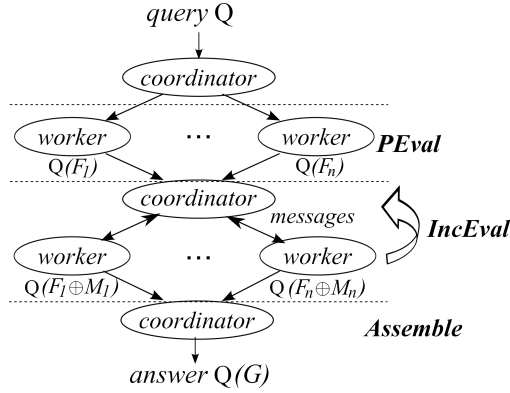 query Q
coordinator
worker ... worker PEval
Q(F1) Q(Fn)
coordinator
messages
IncEval
worker ... worker
Q(F1⊕M1) Q(Fn⊕Mn)
coordinator Assemble
answer Q(G)